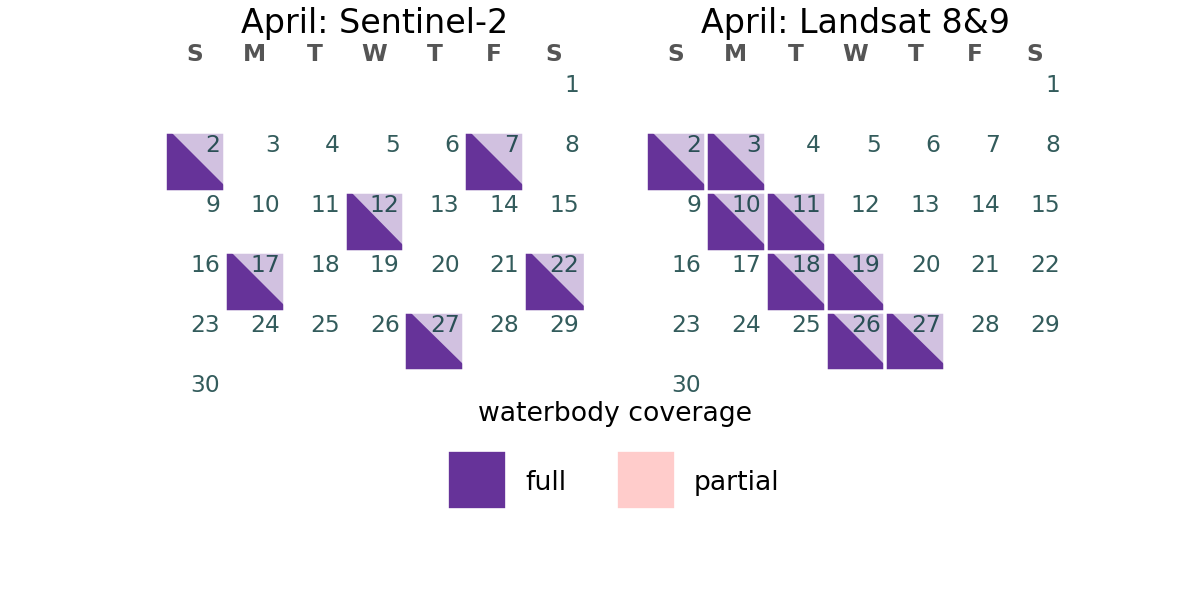 April: Sentinel-2
S M T W T F S
1
2 3 4 5 6 7 8
9 10 11 12 13 14 15
16 17 18 19 20 21 22
23 24 25 26 27 28 29
30
April: Landsat 8&9
S M T W T F S
1
2 3 4 5 6 7 8
9 10 11 12 13 14 15
16 17 18 19 20 21 22
23 24 25 26 27 28 29
30
waterbody coverage
full partial